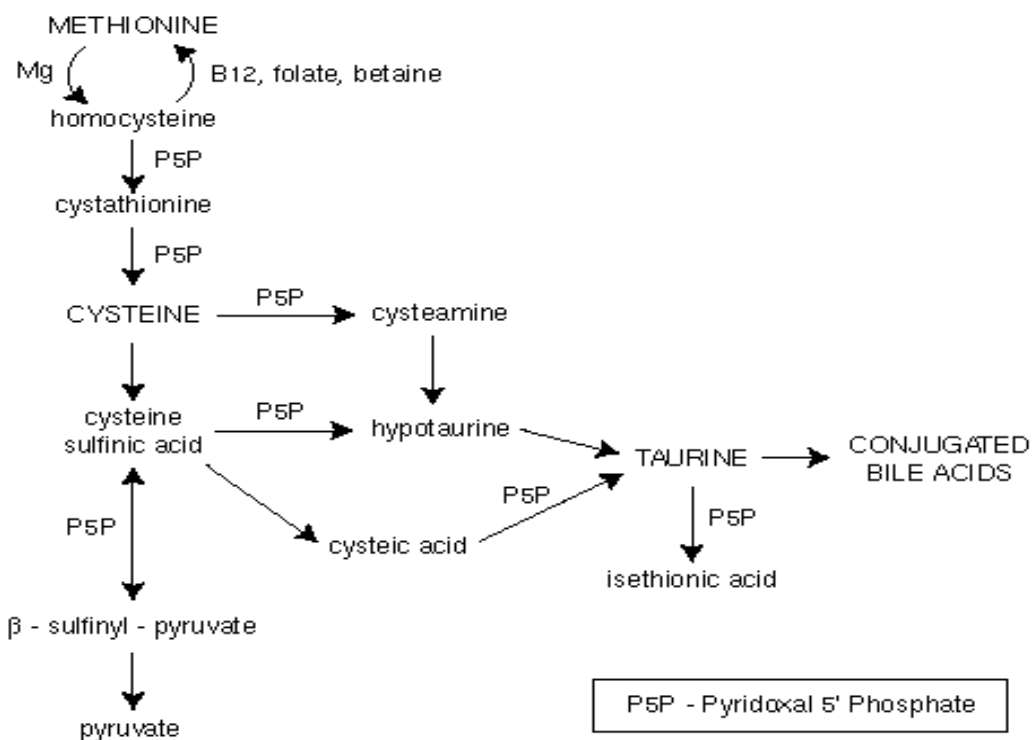 METHIONINE
Mg
B12, folate, betaine
homocysteine
P5P
cystathionine
P5P
CYSTEINE
P5P
cysteamine
cysteine
sulfinic acid
P5P
hypotaurine
TAURINE
CONJUGATED
BILE ACIDS
P5P
P5P
P5P
cysteic acid
isethionic acid
β - sulfinyl - pyruvate
P5P - Pyridoxal 5' Phosphate
pyruvate